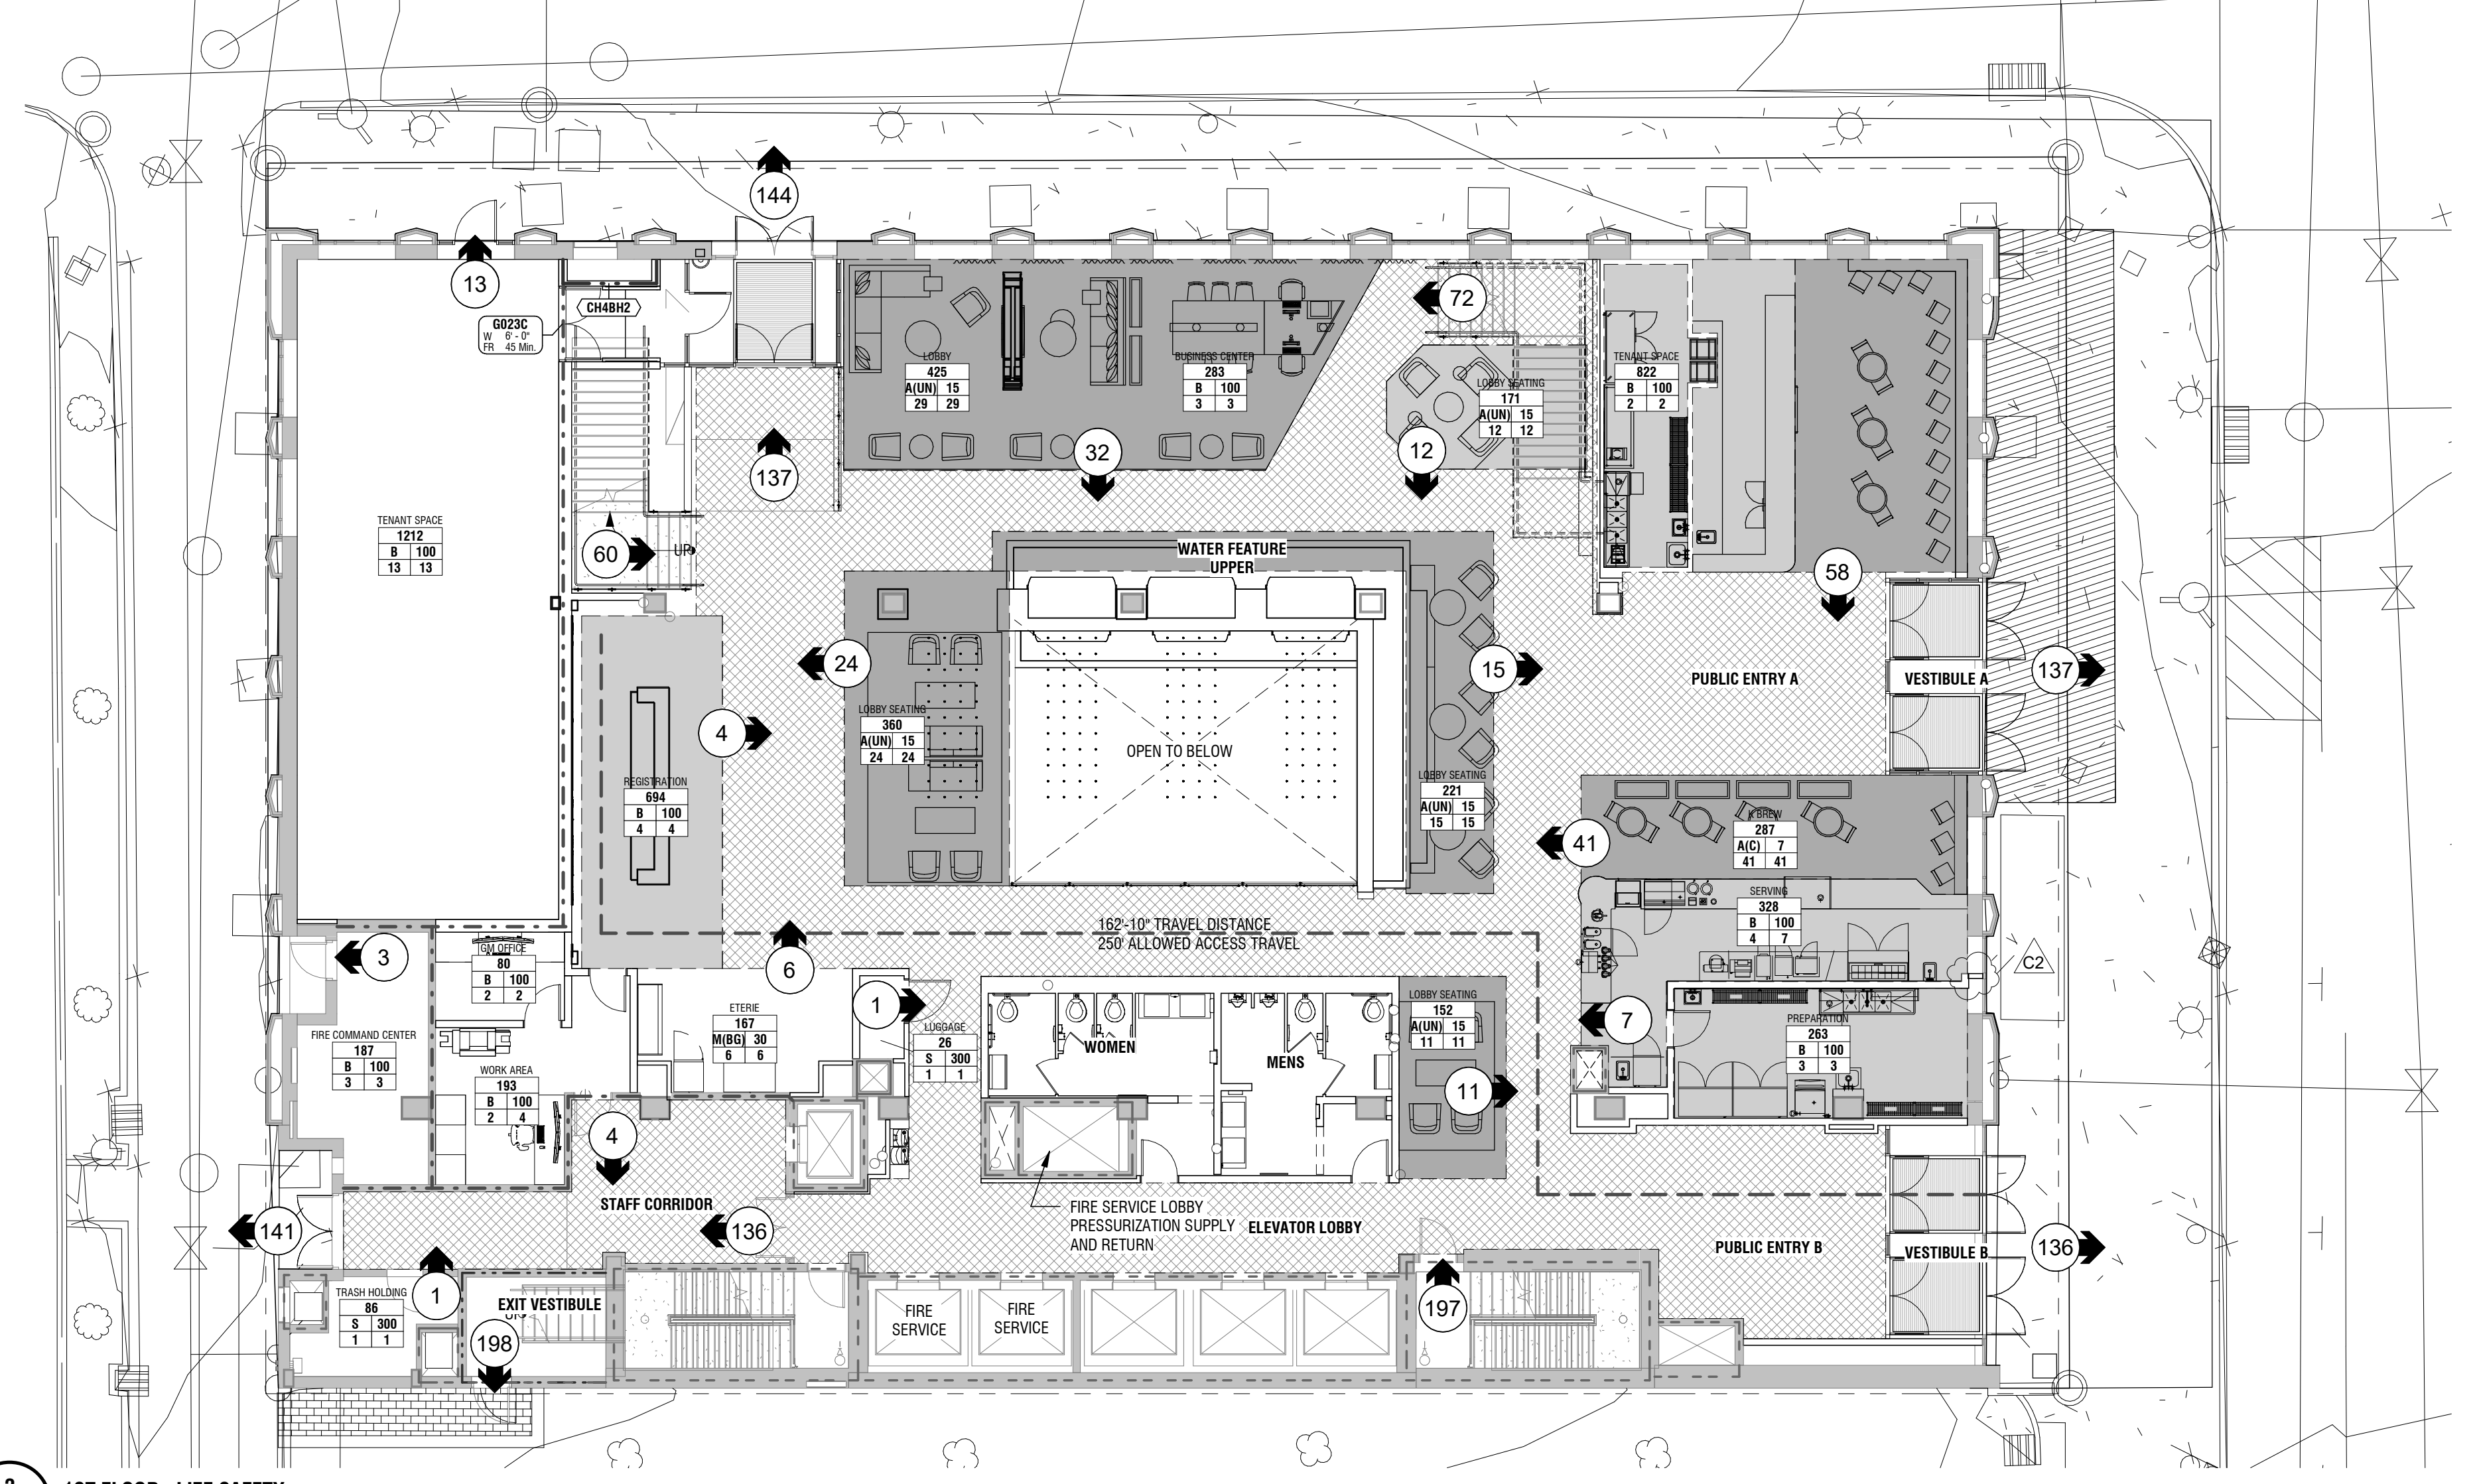 144
13
CH4BH2
G023C
W 6' - 0"
FR 45 Min.
72
LOBBY
425
A(UN) 15
29 29
BUSINESS CENTER
283
B 100
3 3
LOBBY SEATING
171
A(UN) 15
12 12
TENANT SPACE
822
B 100
2 2
137
32
12
TENANT SPACE
1212
B 100
13 13
60
UP
WATER FEATURE
UPPER
58
24
4
15
PUBLIC ENTRY A
VESTIBULE A
137
LOBBY SEATING
360
A(UN) 15
24 24
OPEN TO BELOW
REGISTRATION
694
B 100
4 4
LOBBY SEATING
221
A(UN) 15
15 15
41
K BREW
287
A(C) 7
41 41
SERVING
328
B 100
4 7
162'-10" TRAVEL DISTANCE
250' ALLOWED ACCESS TRAVEL
3
GM OFFICE
80
B 100
2 2
6
1
C2
ETERIE
167
M(BG) 30
6 6
LUGGAGE
26
S 300
1 1
WOMEN
MENS
LOBBY SEATING
152
A(UN) 15
11 11
7
PREPARATION
263
B 100
3 3
FIRE COMMAND CENTER
187
B 100
3 3
WORK AREA
193
B 100
2 4
4
11
STAFF CORRIDOR
141
136
FIRE SERVICE LOBBY
PRESSURIZATION SUPPLY
AND RETURN
ELEVATOR LOBBY
PUBLIC ENTRY B
VESTIBULE B
136
TRASH HOLDING
86
S 300
1 1
1
EXIT VESTIBULE
198
FIRE
SERVICE
FIRE
SERVICE
197